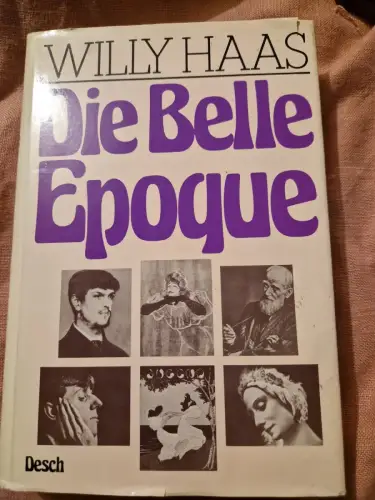 WILLY HAAS
Die Belle
Epoque
Desch